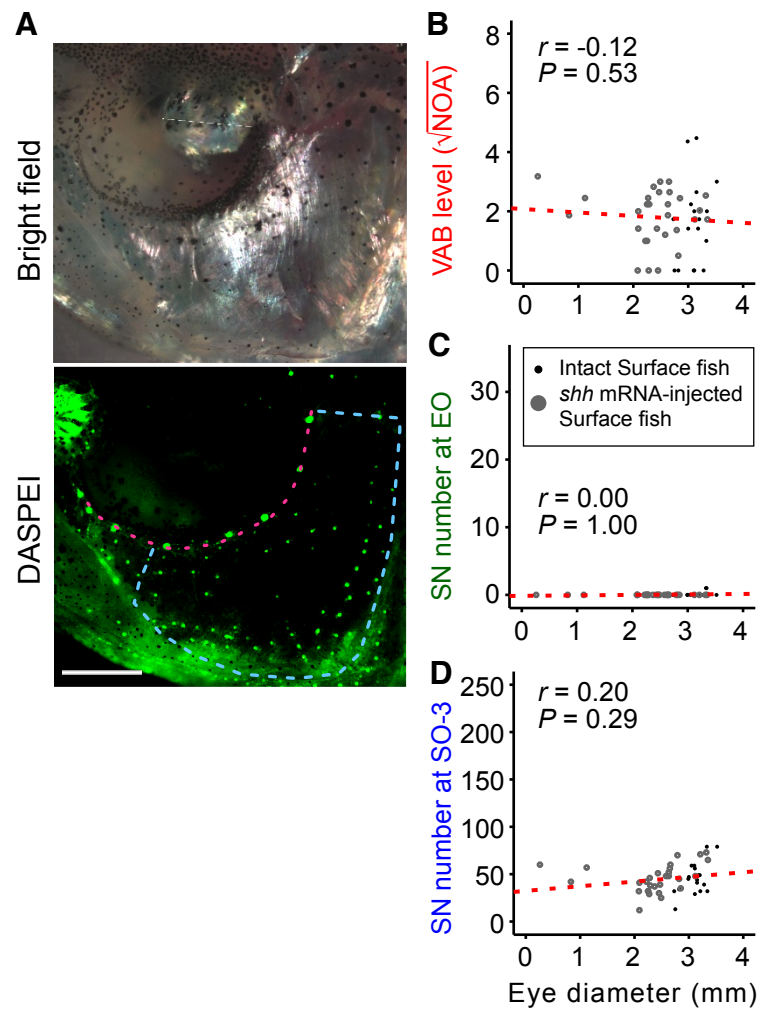 A
Bright field
DASPEI
B
VAB level (√NOA)
8
6
4
2
0
r = -0.12
P = 0.53
0 1 2 3 4
C
SN number at EO
30
20
10
0
Intact Surface fish
shh mRNA-injected
Surface fish
r = 0.00
P = 1.00
0 1 2 3 4
D
SN number at SO-3
250
200
150
100
50
0
r = 0.20
P = 0.29
0 1 2 3 4
Eye diameter (mm)